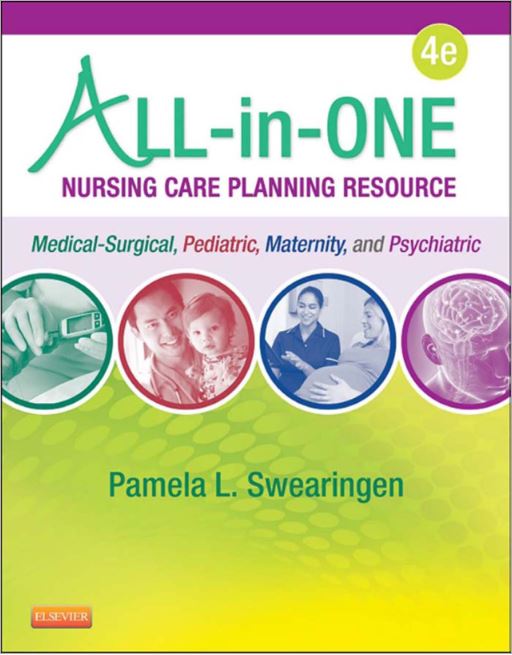 4e
ALL-in-ONE
NURSING CARE PLANNING RESOURCE
Medical-Surgical, Pediatric, Maternity, and Psychiatric
Pamela L. Swearingen
ELSEVIER